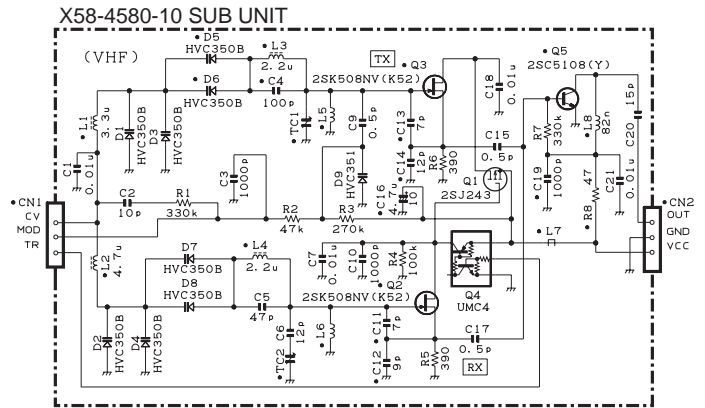 X58-4580-10 SUB UNIT
(VHF)
D5
HVC350B
L3
2.2u
D6
HVC350B
C4
100p
TX
Q3
2SK508NV(K52)
C18
0.01u
Q5
2SC5108(Y)
15p
C20
L8
82n
L1
3.3u
D1
HVC350B
D3
HVC350B
TC1
L5
C9
0.5p
C13
7p
C14
12p
R6
390
C15
0.5p
R7
330k
C1
0.01u
C3
1000p
D9
HVC351
C16
4.7u
10
Q1
2SJ243
C19
1000p
R8
47
C21
0.01u
CN1
CV
MOD
TR
C2
10p
R1
330k
R2
47k
R3
270k
CN2
OUT
GND
VCC
L7
L2
4.7u
D7
HVC350B
L4
2.2u
D8
HVC350B
C5
47p
C7
0.01u
C10
1000p
R4
100k
Q2
2SK508NV(K52)
Q4
UMC4
D2
HVC350B
D4
HVC350B
C6
12p
TC2
L6
C11
7p
C12
9p
R5
390
C17
0.5p
RX